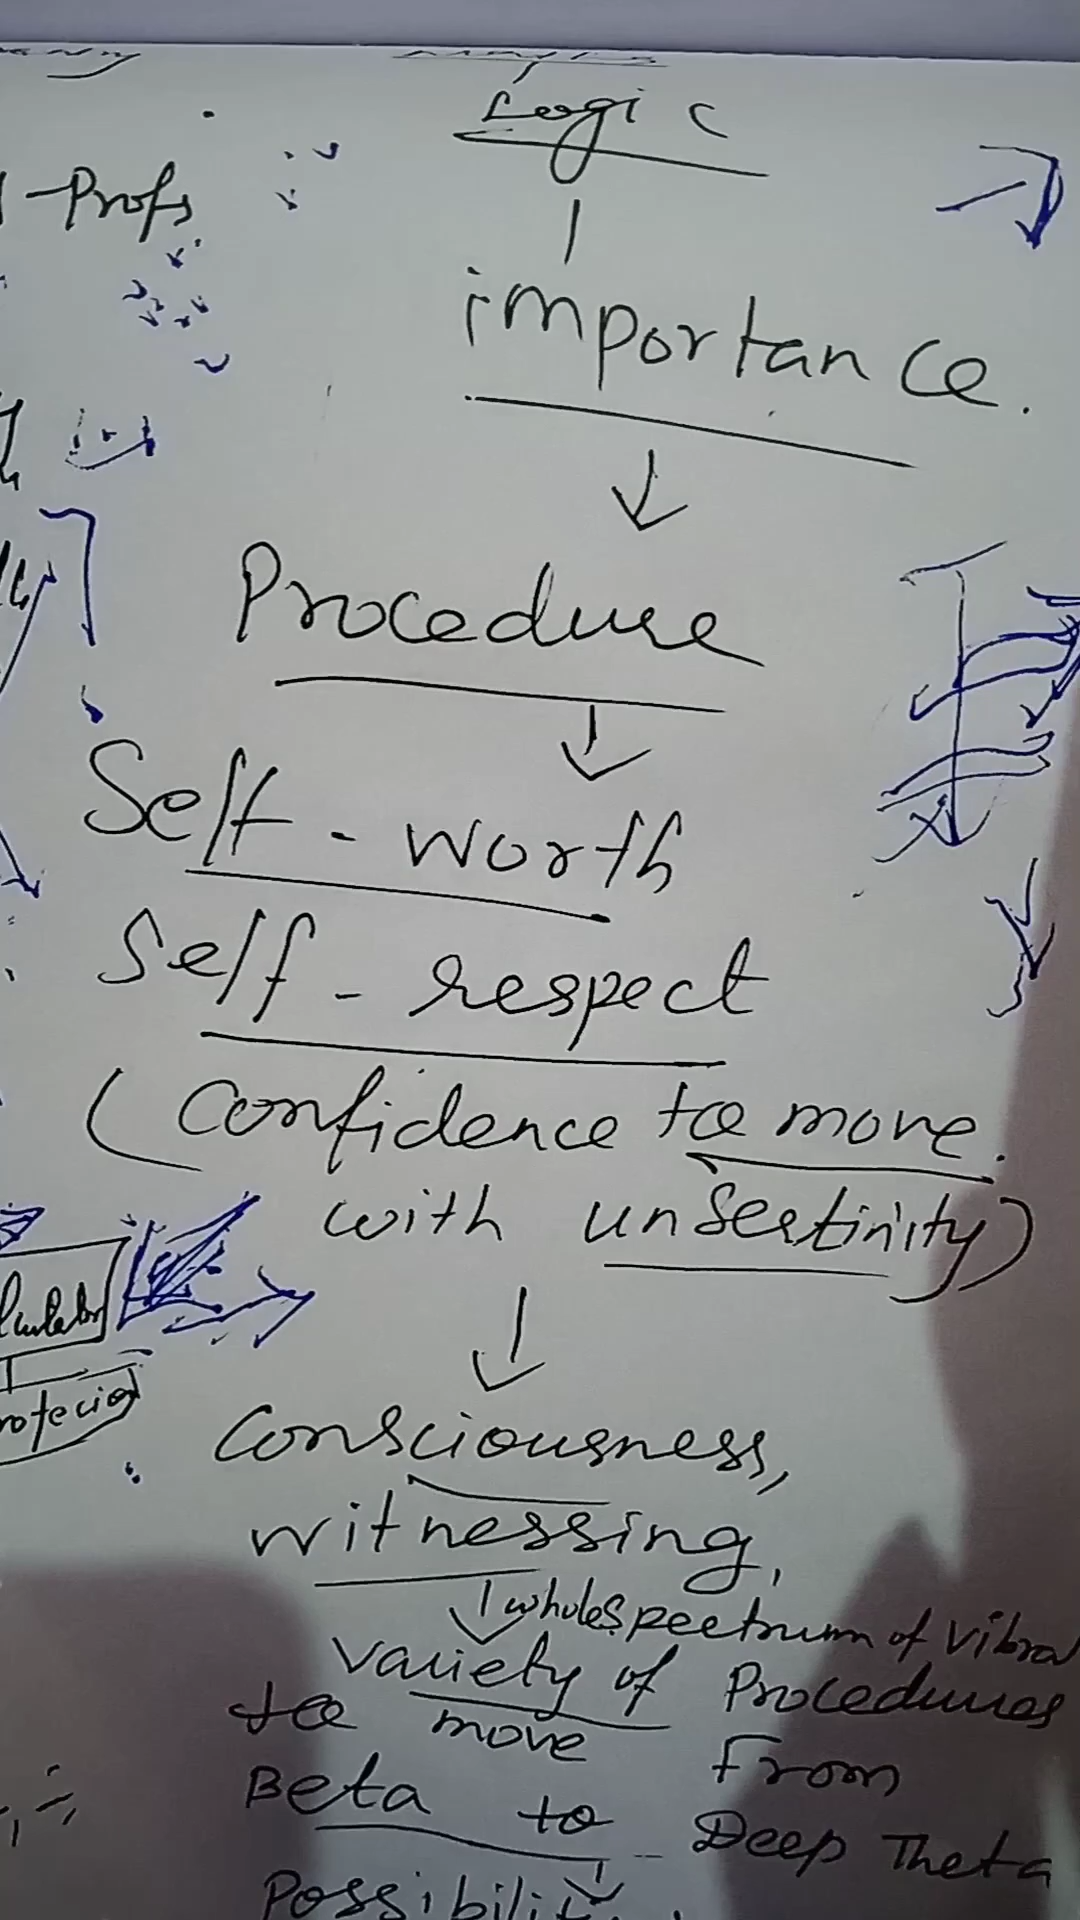 Logic
-Profs
importance.
Procedure
Self-worth
Self-respect
(Confidence to move.
with unsertinity)
Consciousness,
witnessing,
whole spectrum of vibra
variety of Procedures
to move From
Beta to Deep Theta